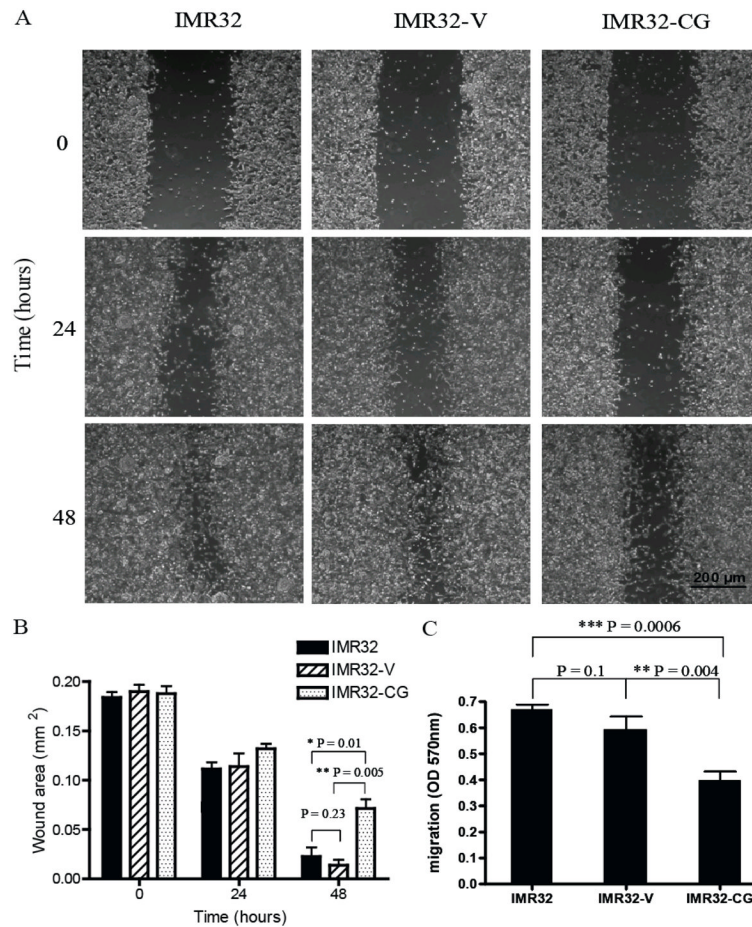 A
IMR32 IMR32-V IMR32-CG
Time (hours)
0
24
48
200 µm
B
IMR32
IMR32-V
IMR32-CG
Wound area (mm ²)
0.20
0.15
0.10
0.05
0.00
* P = 0.01
** P = 0.005
P = 0.23
0 24 48
Time (hours)
C
*** P = 0.0006
P = 0.1 ** P = 0.004
migration (OD 570nm)
0.7
0.6
0.5
0.4
0.3
0.2
0.1
0.0
IMR32 IMR32-V IMR32-CG